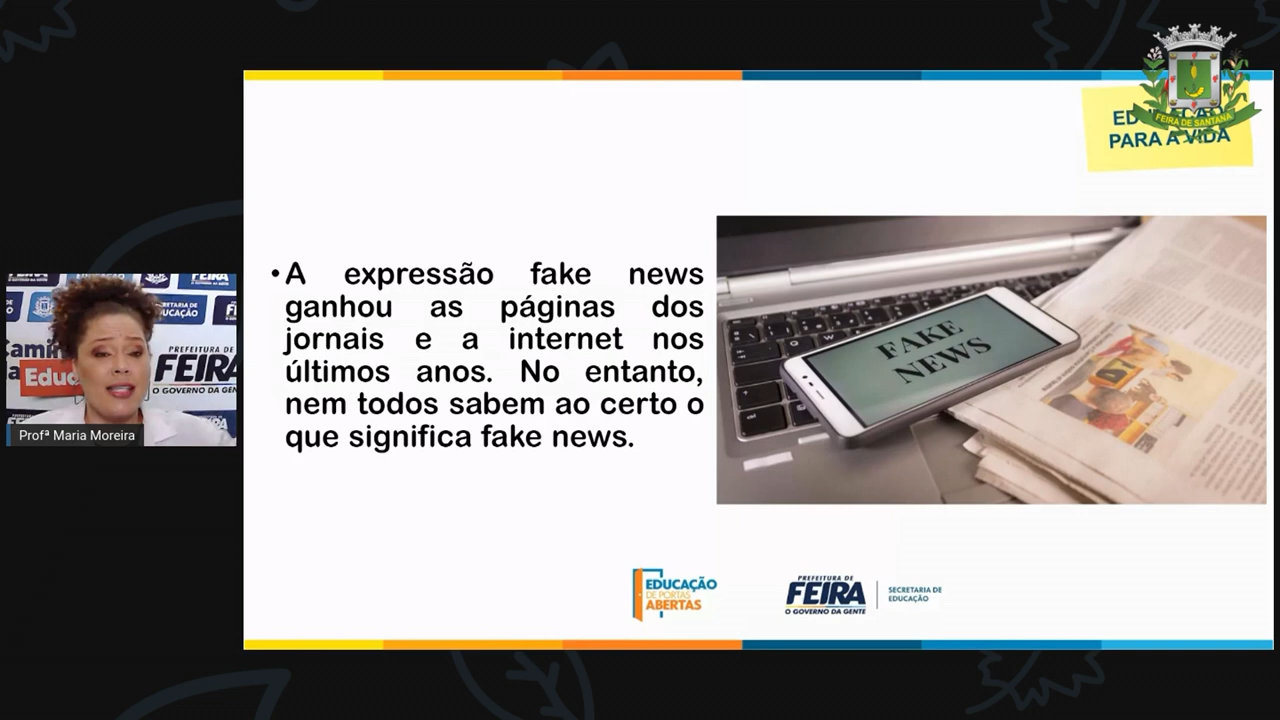 PARA A VIDA
FEIRA DE SANTANA
• A expressão fake news
ganhou as páginas dos
jornais e a internet nos
últimos anos. No entanto,
nem todos sabem ao certo o
que significa fake news.
FAKE
NEWS
PREFEITURA DE
FEIRA
O GOVERNO DA GENTE
Profª Maria Moreira
EDUCAÇÃO
DE PORTAS
ABERTAS
PREFEITURA DE
FEIRA
O GOVERNO DA GENTE
SECRETARIA DE
EDUCAÇÃO